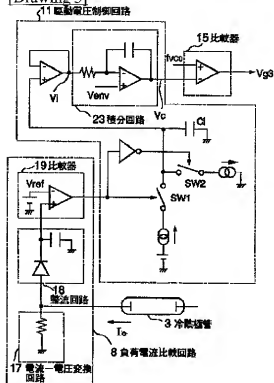 [Drawing 5]
11 駆動電圧制御回路
15 比較器
fvco
Vg3
Vi
Venv
Vc
23 積分回路
CI
19 比較器
Vref
SW2
SW1
18
整流回路
Io
3 冷陰極管
17 電流－電圧変換
回路
8 負荷電流比較回路